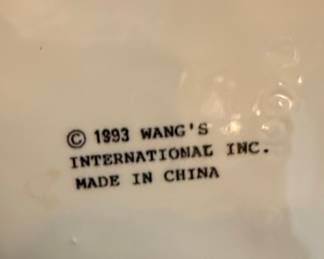 © 1993 WANG'S
INTERNATIONAL INC.
MADE IN CHINA